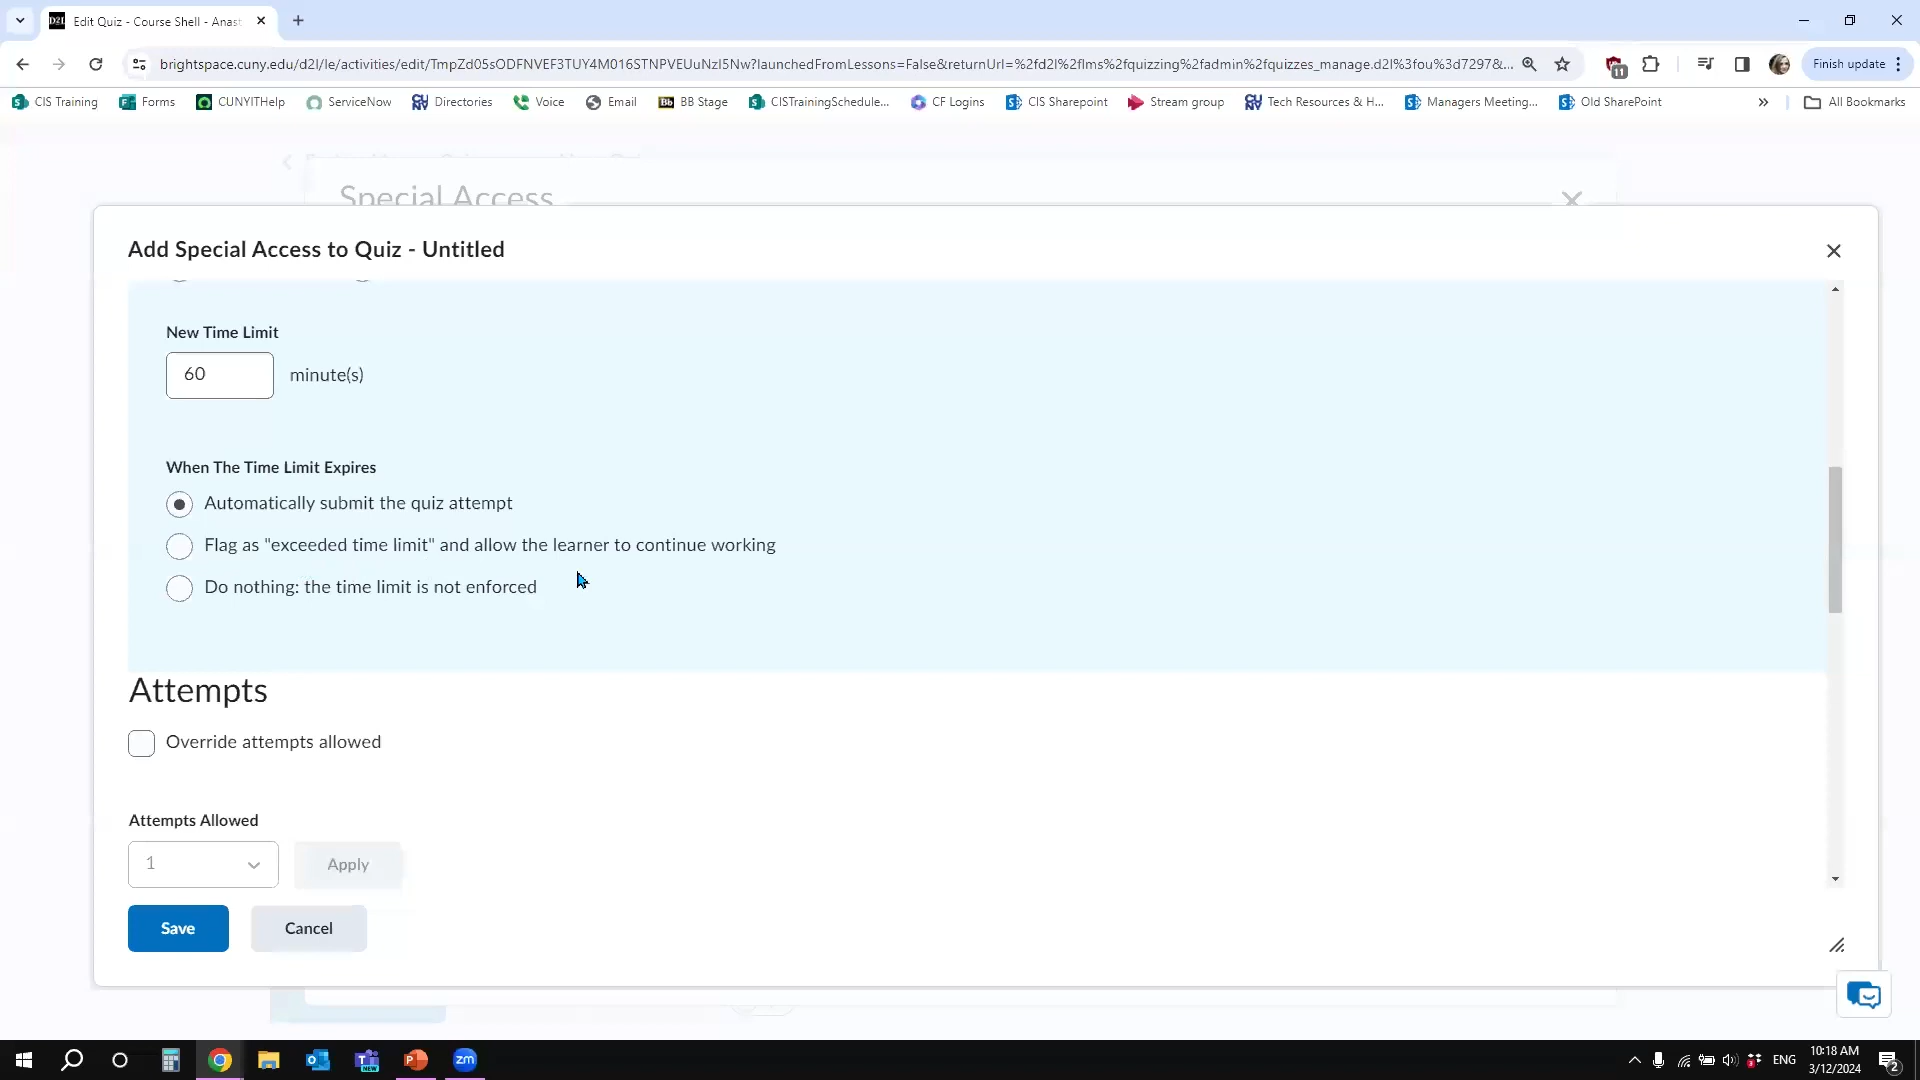 Edit Quiz - Course Shell - Anast
brightspace.cuny.edu/d2l/le/activities/edit/TmpZd05sODFNVEF3TUY4M016STNPVEUuNzI5Nw?launchedFromLessons=False&returnUrl=%2fd2l%2flms%2fquizzing%2fadmin%2fquizzes_manage.d2l%3fou%3d7297&...
11
Finish update
CIS Training
Forms
CUNYITHelp
ServiceNow
Directories
Voice
Email
Bb
BB Stage
CISTrainingSchedule...
CF Logins
CIS Sharepoint
Stream group
Tech Resources & H...
Managers Meeting...
Old SharePoint
All Bookmarks
Special Access
Add Special Access to Quiz - Untitled
New Time Limit
60
minute(s)
When The Time Limit Expires
Automatically submit the quiz attempt
Flag as "exceeded time limit" and allow the learner to continue working
Do nothing: the time limit is not enforced
Attempts
Override attempts allowed
Attempts Allowed
1
Apply
Save
Cancel
zm
ENG
10:18 AM
3/12/2024
2